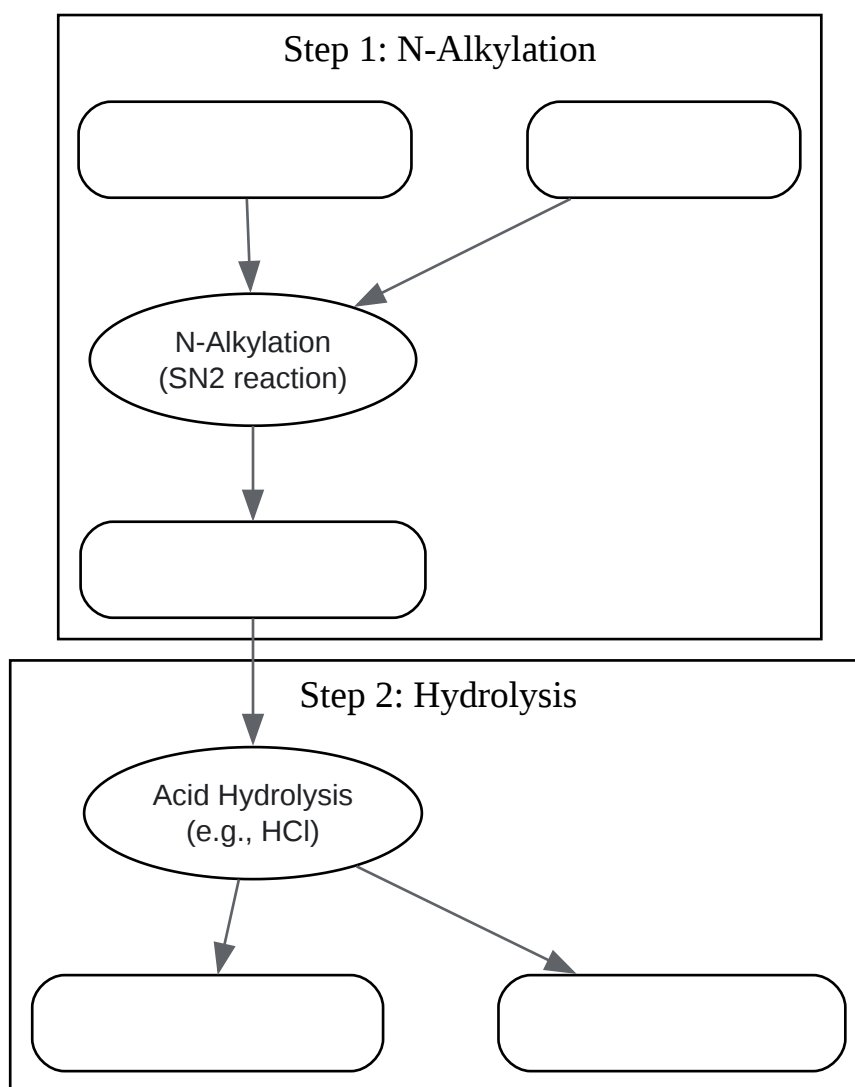 Step 1: N-Alkylation
N-Alkylation
(SN2 reaction)
Step 2: Hydrolysis
Acid Hydrolysis
(e.g., HCl)